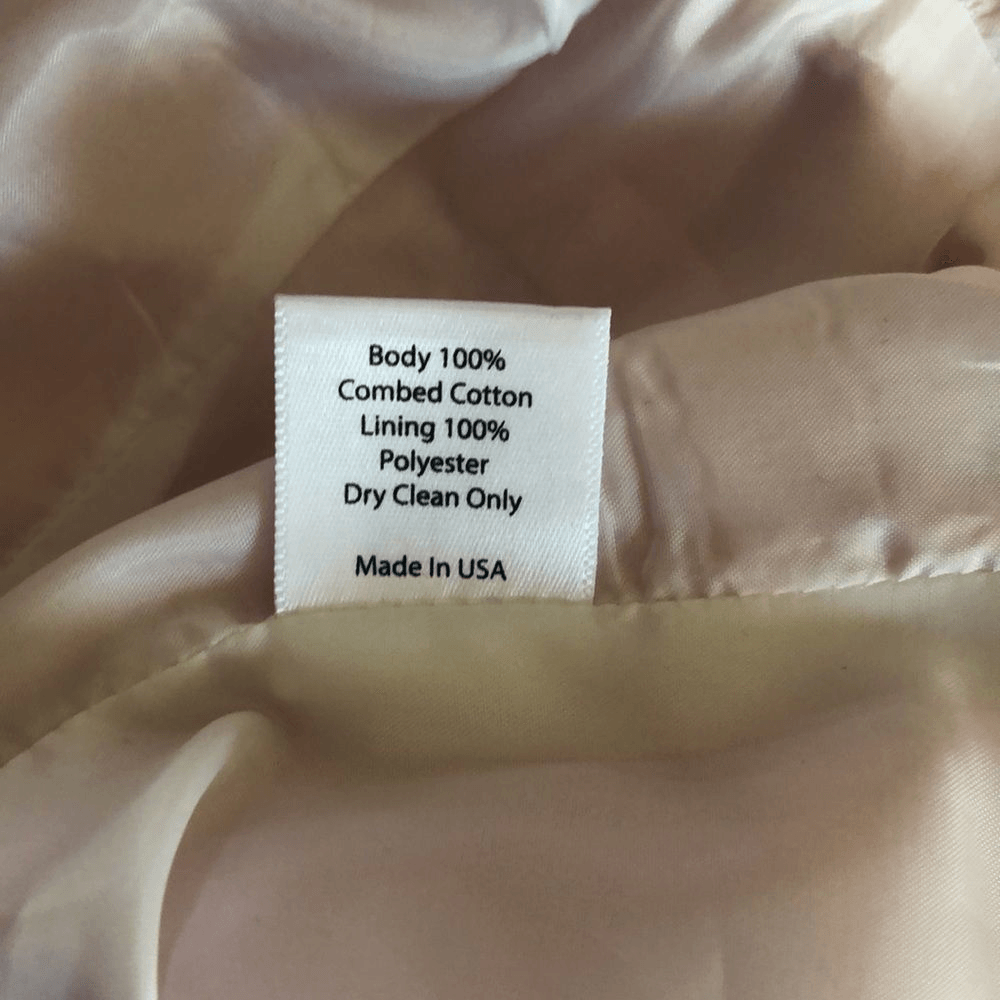 Body 100%
Combed Cotton
Lining 100%
Polyester
Dry Clean Only
Made In USA